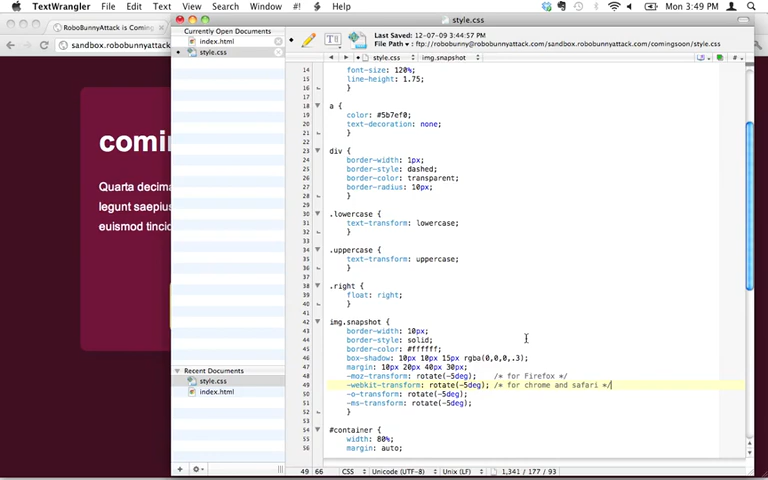 TextWrangler File Edit Text View Search Go Window Help Mon 3:49 PM
style.css
RoboBunnyAttack is Coming
sandbox.robobunnyattack
Currently Open Documents
index.html
style.css
Last Saved: 12-07-09 3:44:57 PM
File Path ▾ : ftp://robobunny@robobunnyattack.com/sandbox.robobunnyattack.com/comingsoon/style.css
style.css img.snapshot
14 font-size: 120%;
15 line-height: 1.75;
16 }
17
18 a {
19 color: #5b7ef0;
20 text-decoration: none;
21 }
22
23 div {
24 border-width: 1px;
25 border-style: dashed;
26 border-color: transparent;
27 border-radius: 10px;
28 }
29
30 .lowercase {
31 text-transform: lowercase;
32 }
33
34 .uppercase {
35 text-transform: uppercase;
36 }
37
38 .right {
39 float: right;
40 }
41
42 img.snapshot {
43 border-width: 10px;
44 border-style: solid;
45 border-color: #ffffff;
46 box-shadow: 10px 10px 15px rgba(0,0,0,.3);
47 margin: 10px 20px 40px 30px;
48 -moz-transform: rotate(-5deg); /* for Firefox */
49 -webkit-transform: rotate(-5deg); /* for chrome and safari */
50 -o-transform: rotate(-5deg);
51 -ms-transform: rotate(-5deg);
52 }
53
54 #container {
55 width: 80%;
56 margin: auto;
comin
Quarta decima
legunt saepius
euismod tincid
Recent Documents
style.css
index.html
49 66 CSS Unicode (UTF-8) Unix (LF) 1,341 / 177 / 93